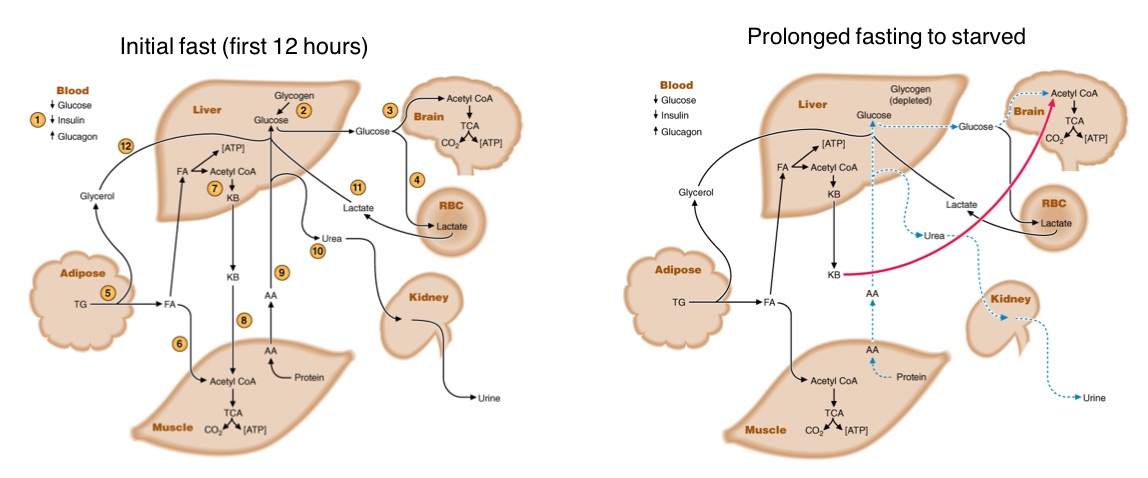 Initial fast (first 12 hours)
Blood
↓ Glucose
1 ↓ Insulin
↑ Glucagon
Liver
Glycogen
2
Glucose
Glucose
3
Brain
Acetyl CoA
TCA
CO2 [ATP]
12
[ATP]
FA
Acetyl CoA
7
KB
4
11
RBC
Lactate
Lactate
Glycerol
Urea
10
Adipose
TG
5
FA
KB
9
AA
8
6
Kidney
AA
Protein
Acetyl CoA
TCA
CO2 [ATP]
Muscle
Urine
Prolonged fasting to starved
Blood
↓ Glucose
↓ Insulin
↑ Glucagon
Liver
Glycogen
(depleted)
Glucose
Glucose
Brain
Acetyl CoA
TCA
CO2 [ATP]
[ATP]
FA
Acetyl CoA
KB
RBC
Lactate
Lactate
Glycerol
Urea
Adipose
TG
FA
KB
AA
Kidney
AA
Protein
Acetyl CoA
TCA
CO2 [ATP]
Muscle
Urine